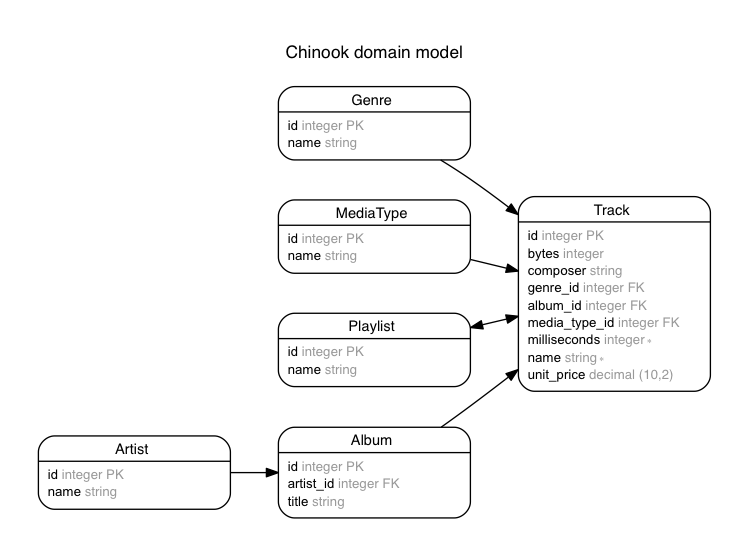 Chinook domain model
Genre
id integer PK
name string
MediaType
id integer PK
name string
Track
id integer PK
bytes integer
composer string
genre_id integer FK
album_id integer FK
media_type_id integer FK
milliseconds integer *
name string *
unit_price decimal (10,2)
Playlist
id integer PK
name string
Artist
id integer PK
name string
Album
id integer PK
artist_id integer FK
title string